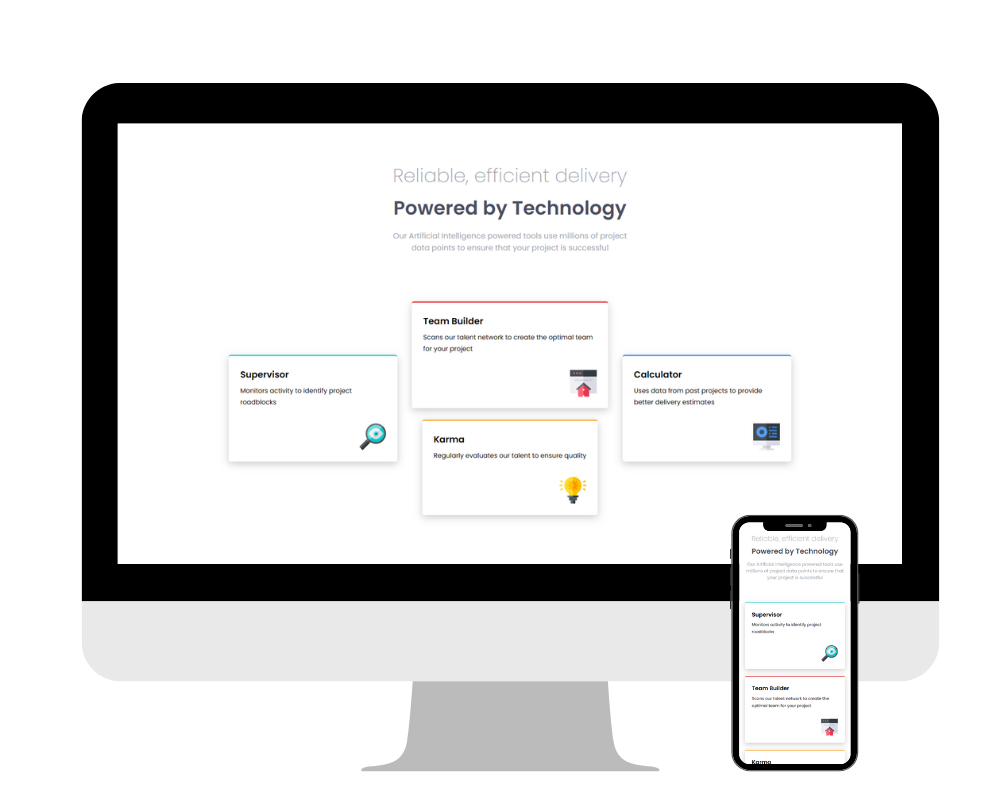 Reliable, efficient delivery
Powered by Technology
Our Artificial Intelligence powered tools use millions of project
data points to ensure that your project is successful
Team Builder
Scans our talent network to create the optimal team
for your project
Supervisor
Monitors activity to identify project
roadblocks
Calculator
Uses data from past projects to provide
better delivery estimates
Karma
Regularly evaluates our talent to ensure quality
Reliable, efficient delivery
Powered by Technology
Our Artificial Intelligence powered tools use
millions of project data points to ensure that
your project is successful
Supervisor
Monitors activity to identify project
roadblocks
Team Builder
Scans our talent network to create the
optimal team for your project
Karma